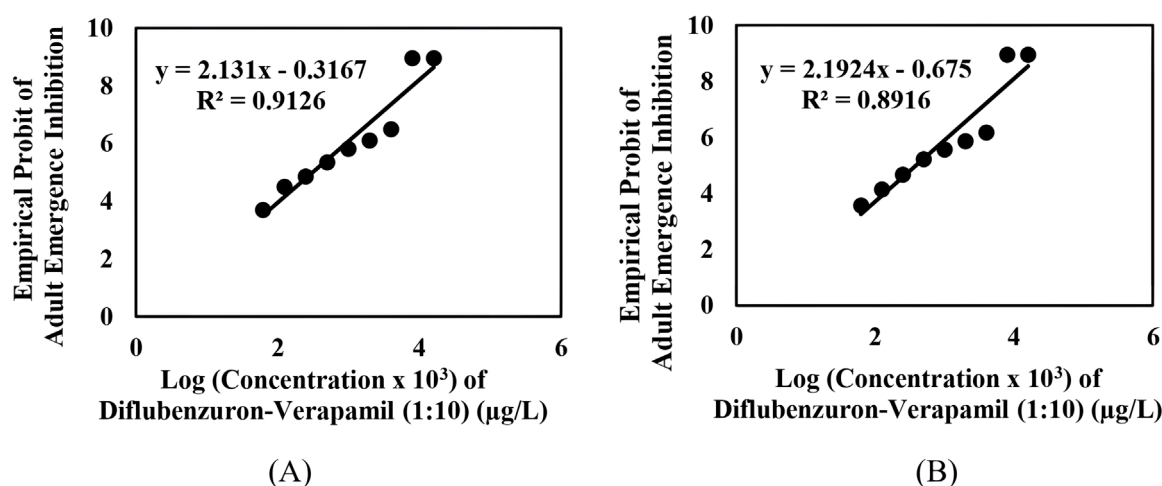 Empirical Probit of
Adult Emergence Inhibition
10
8
6
4
2
0
y = 2.131x - 0.3167
R² = 0.9126
0 2 4 6
Log (Concentration x 10³) of
Diflubenzuron-Verapamil (1:10) (µg/L)
(A)
Empirical Probit of
Adult Emergence Inhibition
10
8
6
4
2
0
y = 2.1924x - 0.675
R² = 0.8916
0 2 4 6
Log (Concentration x 10³) of
Diflubenzuron-Verapamil (1:10) (µg/L)
(B)